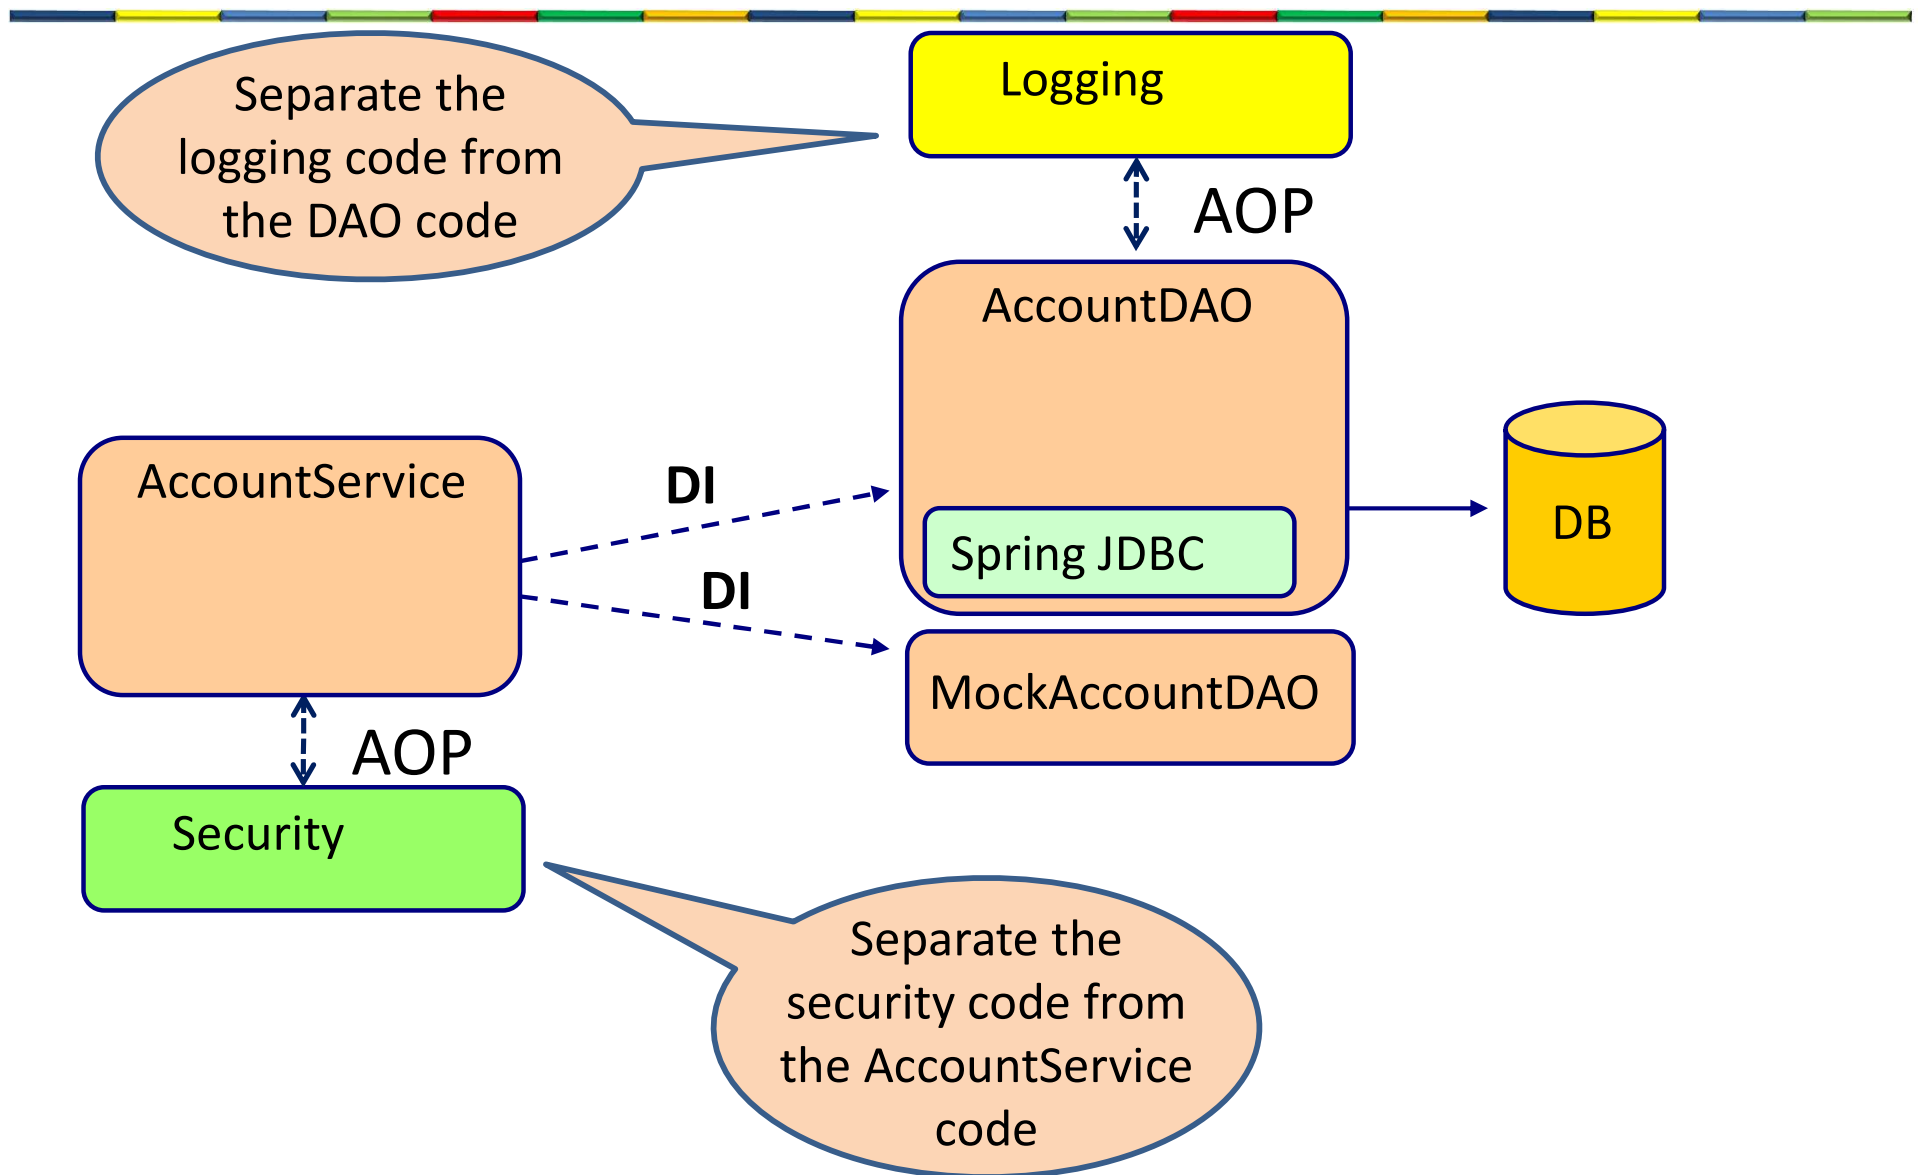 Separate the
logging code from
the DAO code
Logging
AOP
AccountDAO
Spring JDBC
AccountService
DI
DI
DB
MockAccountDAO
AOP
Security
Separate the
security code from
the AccountService
code